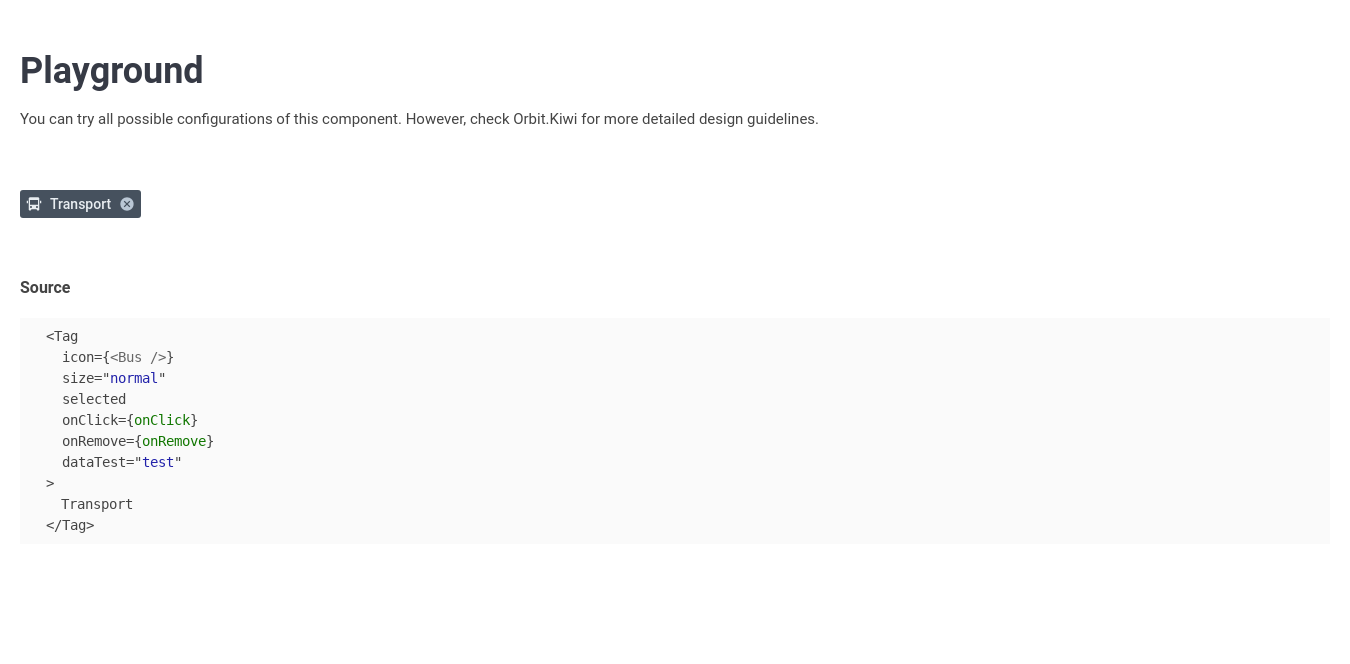 Playground
You can try all possible configurations of this component. However, check Orbit.Kiwi for more detailed design guidelines.
Transport
Source
<Tag
  icon={<Bus />}
  size="normal"
  selected
  onClick={onClick}
  onRemove={onRemove}
  dataTest="test"
>
  Transport
</Tag>